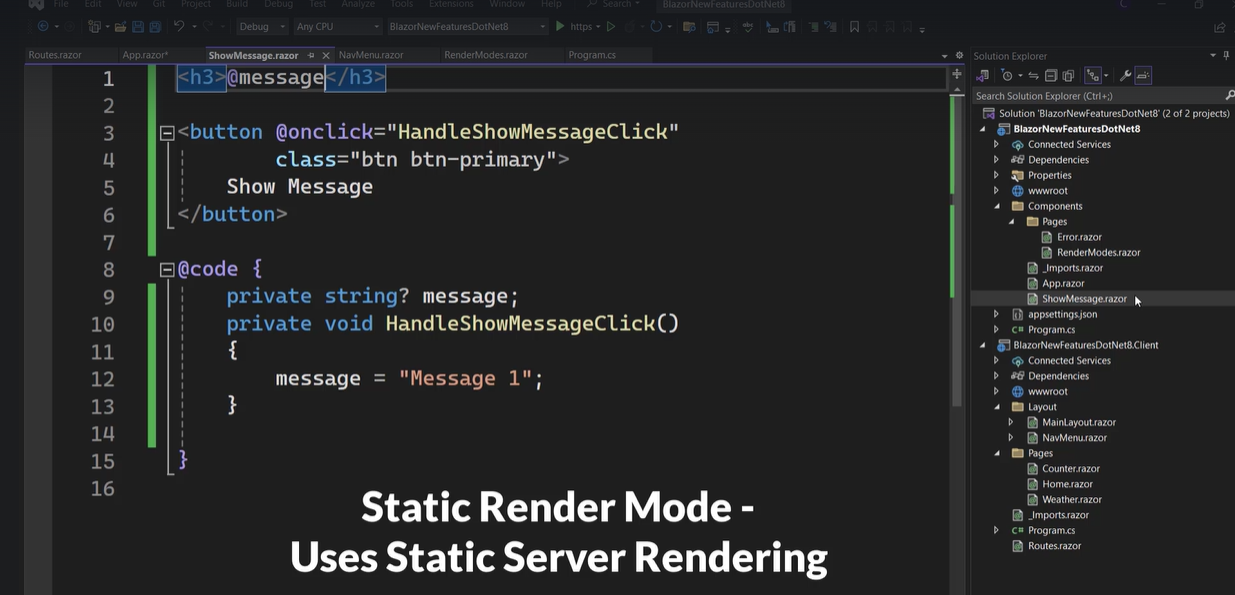 File Edit View Git Project Build Debug Test Analyze Tools Extensions Window Help Search BlazorNewFeaturesDotNet8
Debug Any CPU BlazorNewFeaturesDotNet8 https
Routes.razor App.razor* ShowMessage.razor NavMenu.razor RenderModes.razor Program.cs
1 <h3>@message</h3>
2
3 <button @onclick="HandleShowMessageClick"
4 class="btn btn-primary">
5 Show Message
6 </button>
7
8 @code {
9 private string? message;
10 private void HandleShowMessageClick()
11 {
12 message = "Message 1";
13 }
14
15 }
16
Static Render Mode -
Uses Static Server Rendering
Solution Explorer
Search Solution Explorer (Ctrl+;)
Solution 'BlazorNewFeaturesDotNet8' (2 of 2 projects)
BlazorNewFeaturesDotNet8
Connected Services
Dependencies
Properties
wwwroot
Components
Pages
Error.razor
RenderModes.razor
_Imports.razor
App.razor
ShowMessage.razor
appsettings.json
C# Program.cs
BlazorNewFeaturesDotNet8.Client
Connected Services
Dependencies
wwwroot
Layout
MainLayout.razor
NavMenu.razor
Pages
Counter.razor
Home.razor
Weather.razor
_Imports.razor
C# Program.cs
Routes.razor